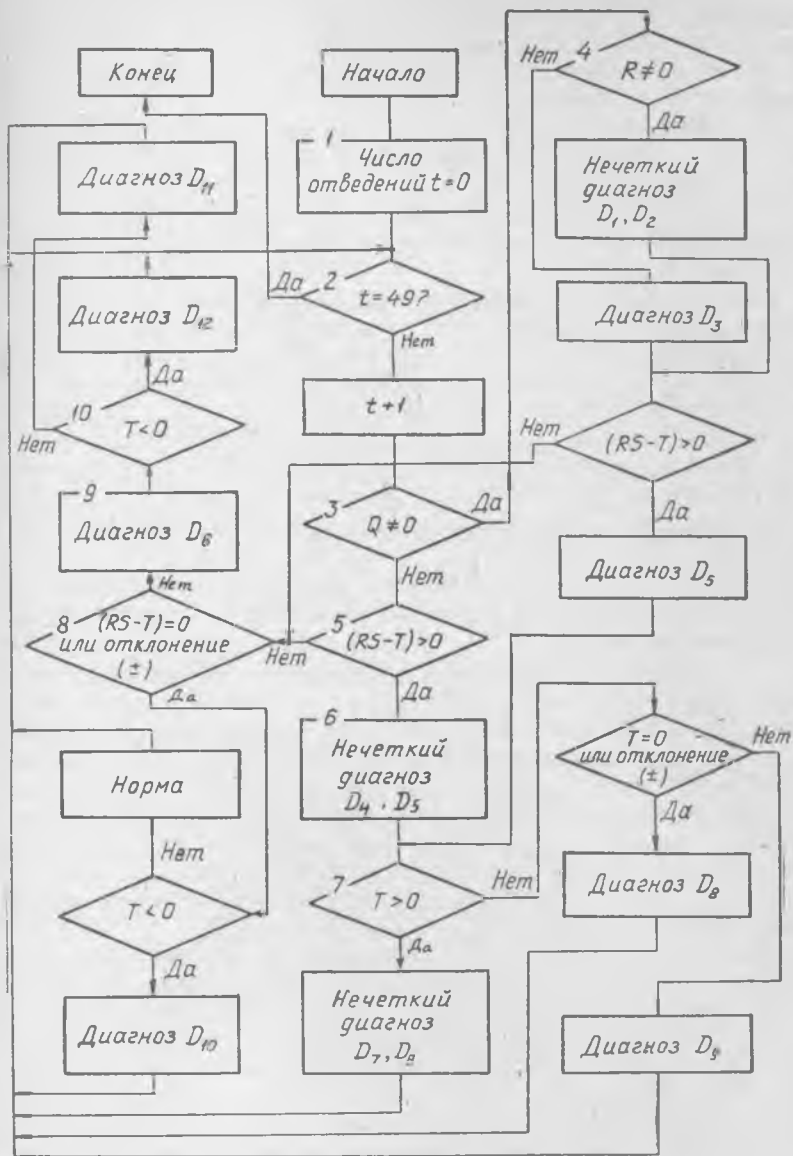 Конец
Начало
4
Нет
R≠0
Да
1
Число
отведений t=0
Нечеткий
диагноз
D1, D2
Диагноз D11
Да
2
t=49?
Нет
Диагноз D12
Диагноз D3
Да
t+1
10
T<0
Нет
Нет
(RS-T)>0
9
Диагноз D6
3
Q≠0
Да
Да
Нет
Нет
Диагноз D5
8
(RS-T)=0
или отклонение
(±)
Нет
5
(RS-T)>0
Да
Да
6
Нечеткий
диагноз
D4, D5
T=0
или отклонение
(±)
Нет
Норма
Да
Нет
7
T>0
Нет
Диагноз D8
T<0
Да
Да
Нечеткий
диагноз
D7, D9
Диагноз D10
Диагноз D9